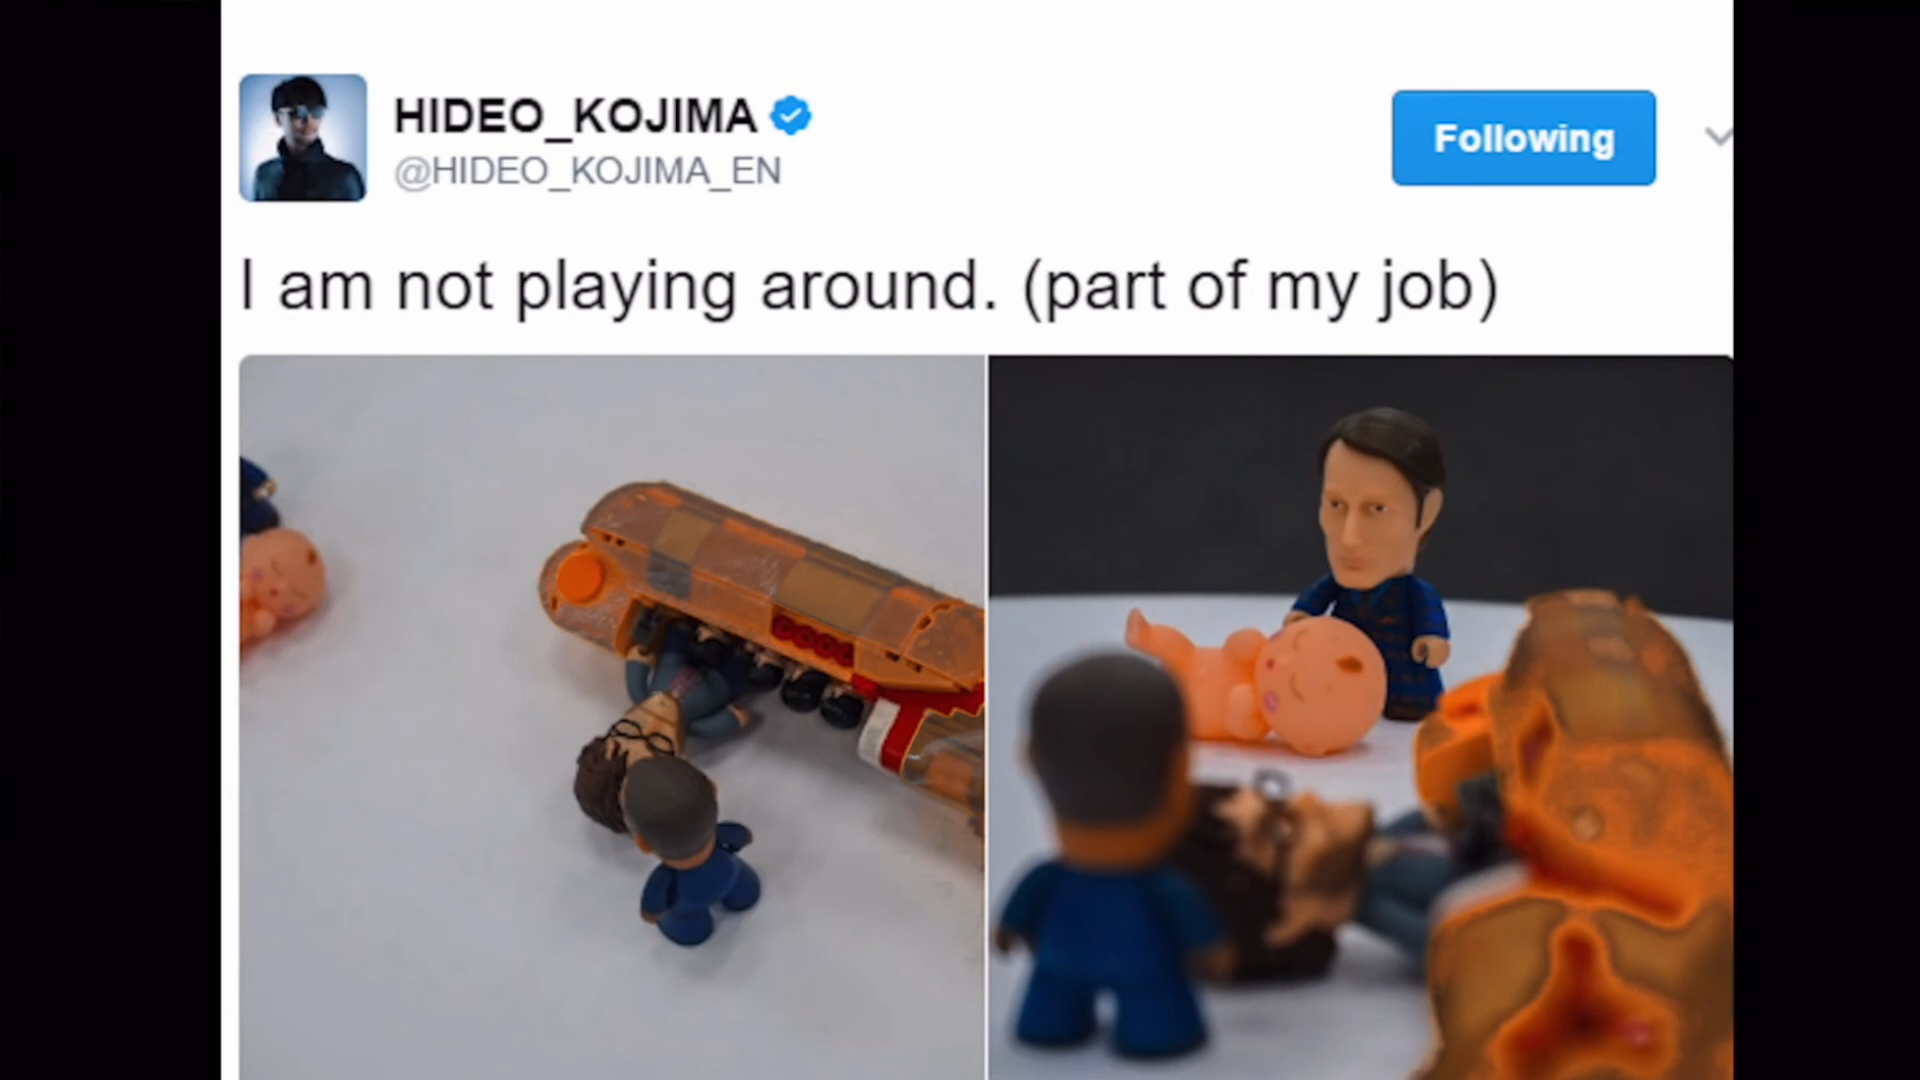 HIDEO_KOJIMA
@HIDEO_KOJIMA_EN
Following
I am not playing around. (part of my job)